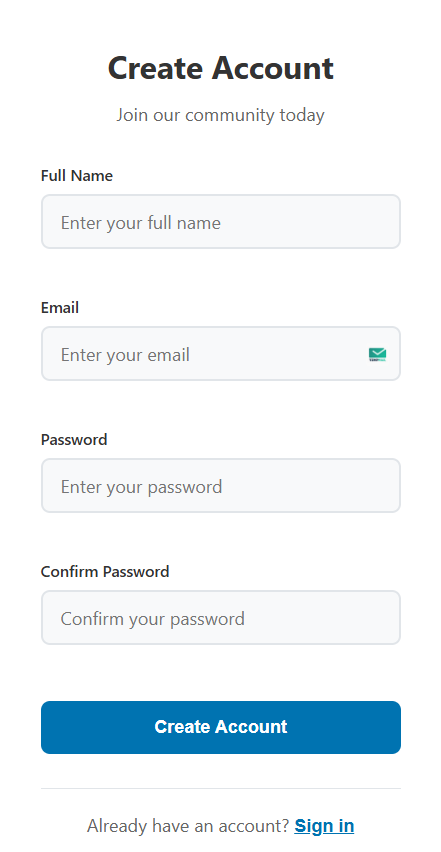 Create Account
Join our community today
Full Name
Enter your full name
Email
Enter your email
Password
Enter your password
Confirm Password
Confirm your password
Create Account
Already have an account? Sign in